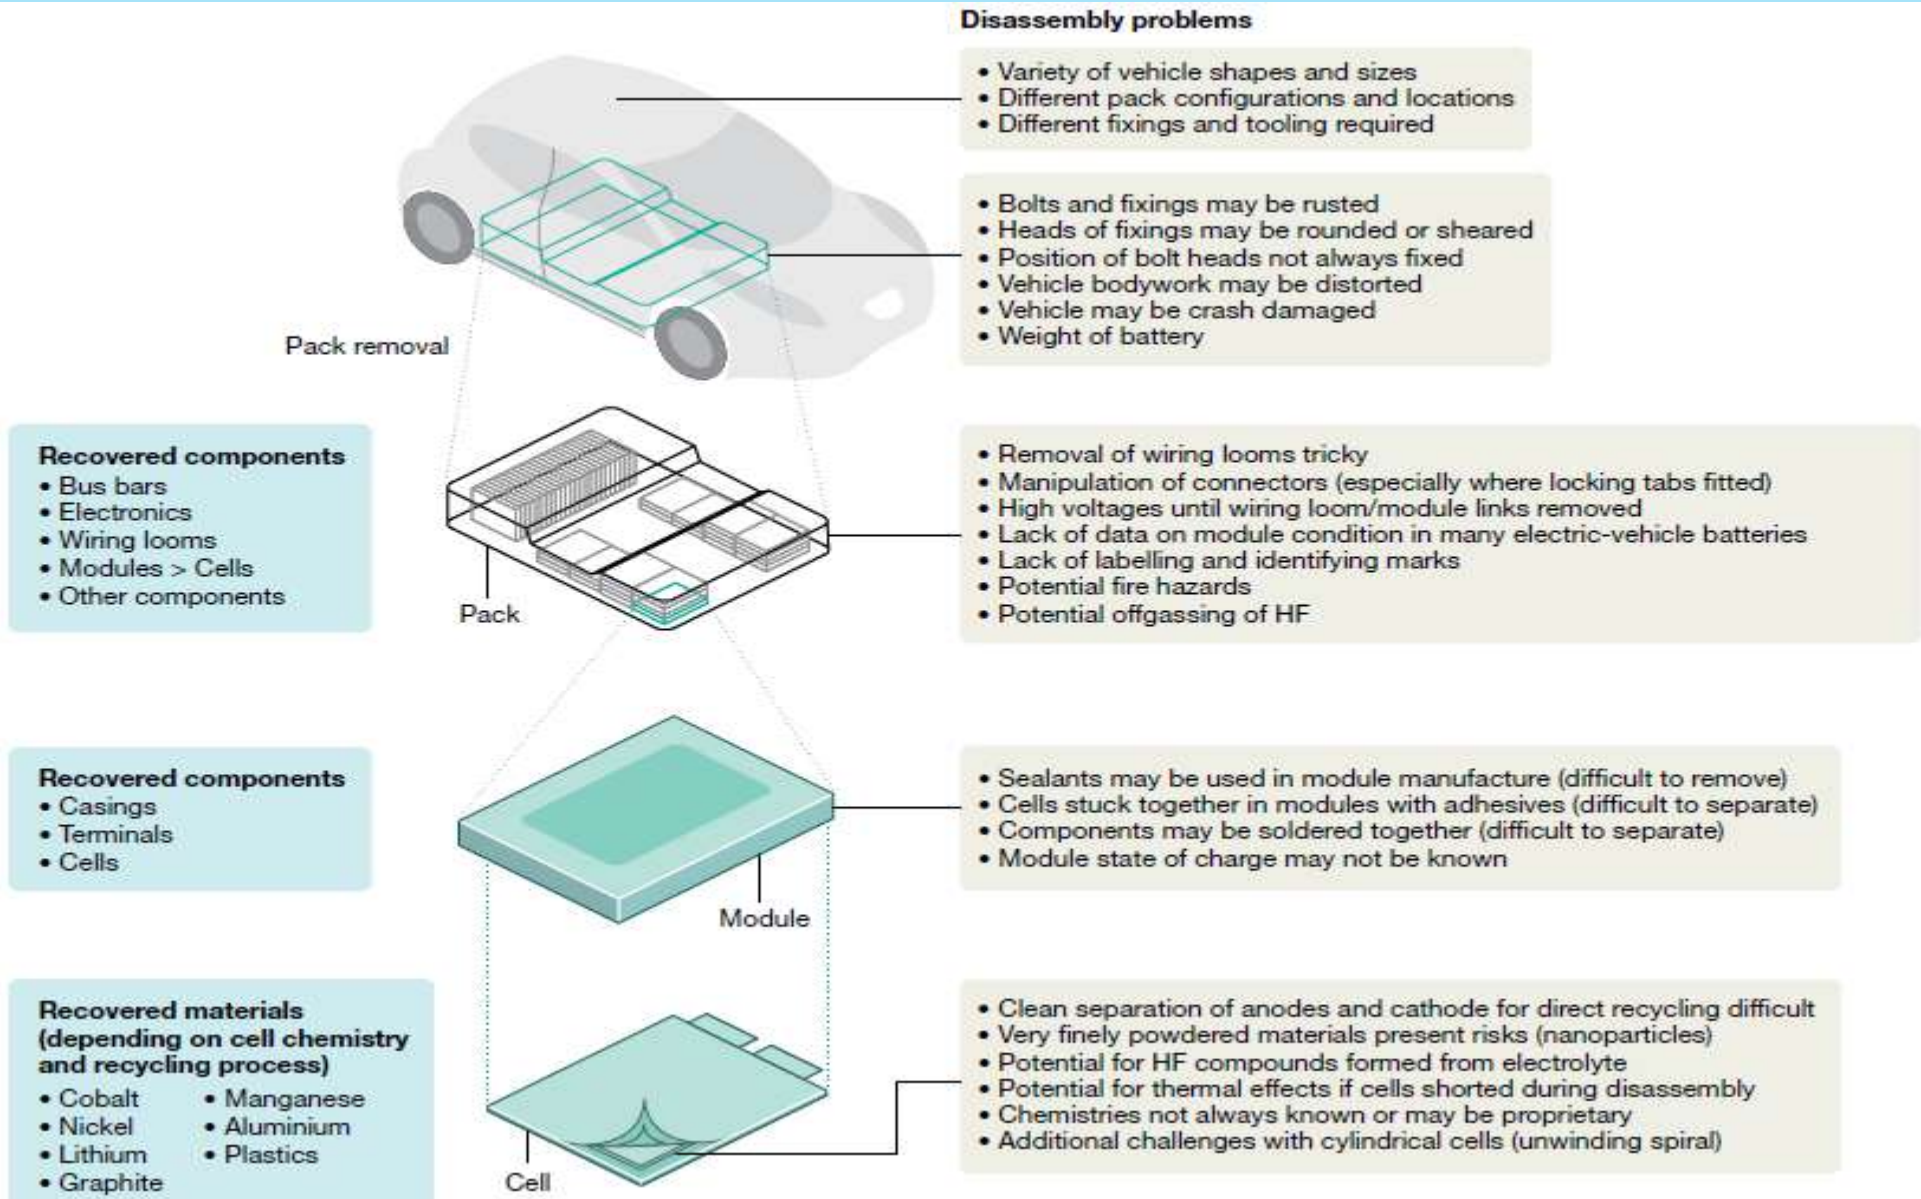 Disassembly problems
• Variety of vehicle shapes and sizes
• Different pack configurations and locations
• Different fixings and tooling required
• Bolts and fixings may be rusted
• Heads of fixings may be rounded or sheared
• Position of bolt heads not always fixed
• Vehicle bodywork may be distorted
• Vehicle may be crash damaged
• Weight of battery
Pack removal
Recovered components
• Bus bars
• Electronics
• Wiring looms
• Modules > Cells
• Other components
Pack
• Removal of wiring looms tricky
• Manipulation of connectors (especially where locking tabs fitted)
• High voltages until wiring loom/module links removed
• Lack of data on module condition in many electric-vehicle batteries
• Lack of labelling and identifying marks
• Potential fire hazards
• Potential offgassing of HF
Recovered components
• Casings
• Terminals
• Cells
Module
• Sealants may be used in module manufacture (difficult to remove)
• Cells stuck together in modules with adhesives (difficult to separate)
• Components may be soldered together (difficult to separate)
• Module state of charge may not be known
Recovered materials
(depending on cell chemistry
and recycling process)
• Cobalt
• Nickel
• Lithium
• Graphite
• Manganese
• Aluminium
• Plastics
Cell
• Clean separation of anodes and cathode for direct recycling difficult
• Very finely powdered materials present risks (nanoparticles)
• Potential for HF compounds formed from electrolyte
• Potential for thermal effects if cells shorted during disassembly
• Chemistries not always known or may be proprietary
• Additional challenges with cylindrical cells (unwinding spiral)